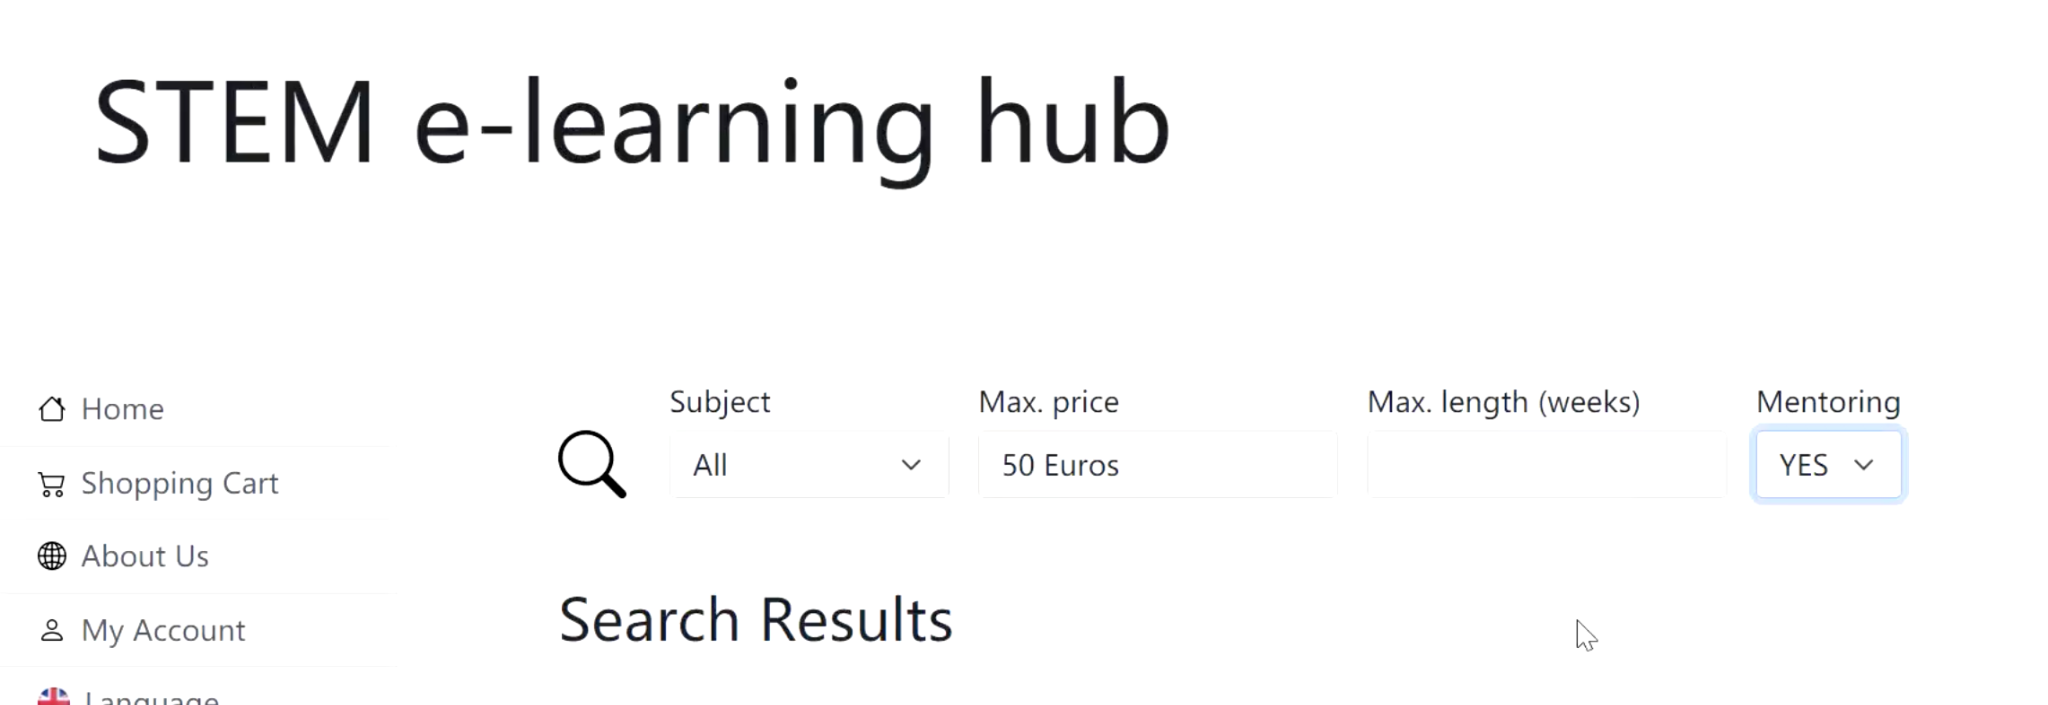 STEM e-learning hub
Home
Shopping Cart
About Us
My Account
Language
Subject
Max. price
Max. length (weeks)
Mentoring
All
50 Euros
YES
Search Results